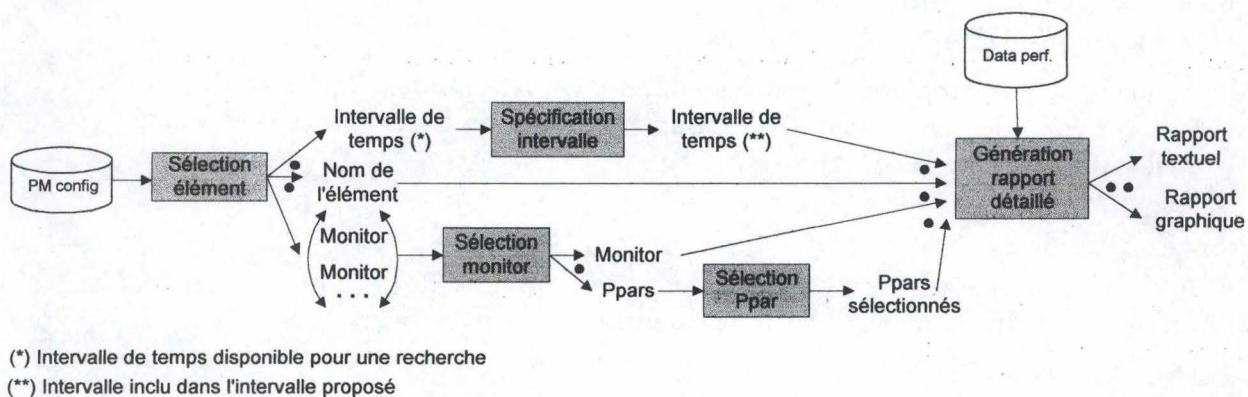 Data perf.
Intervalle de
temps (*)
Spécification
intervalle
Intervalle de
temps (**)
PM config
Sélection
élément
Nom de
l'élément
Monitor
Monitor
. . .
Sélection
monitor
Monitor
Ppars
Sélection
Ppar
Ppars
sélectionnés
Génération
rapport
détaillé
Rapport
textuel
Rapport
graphique
(*) Intervalle de temps disponible pour une recherche
(**) Intervalle inclu dans l'intervalle proposé